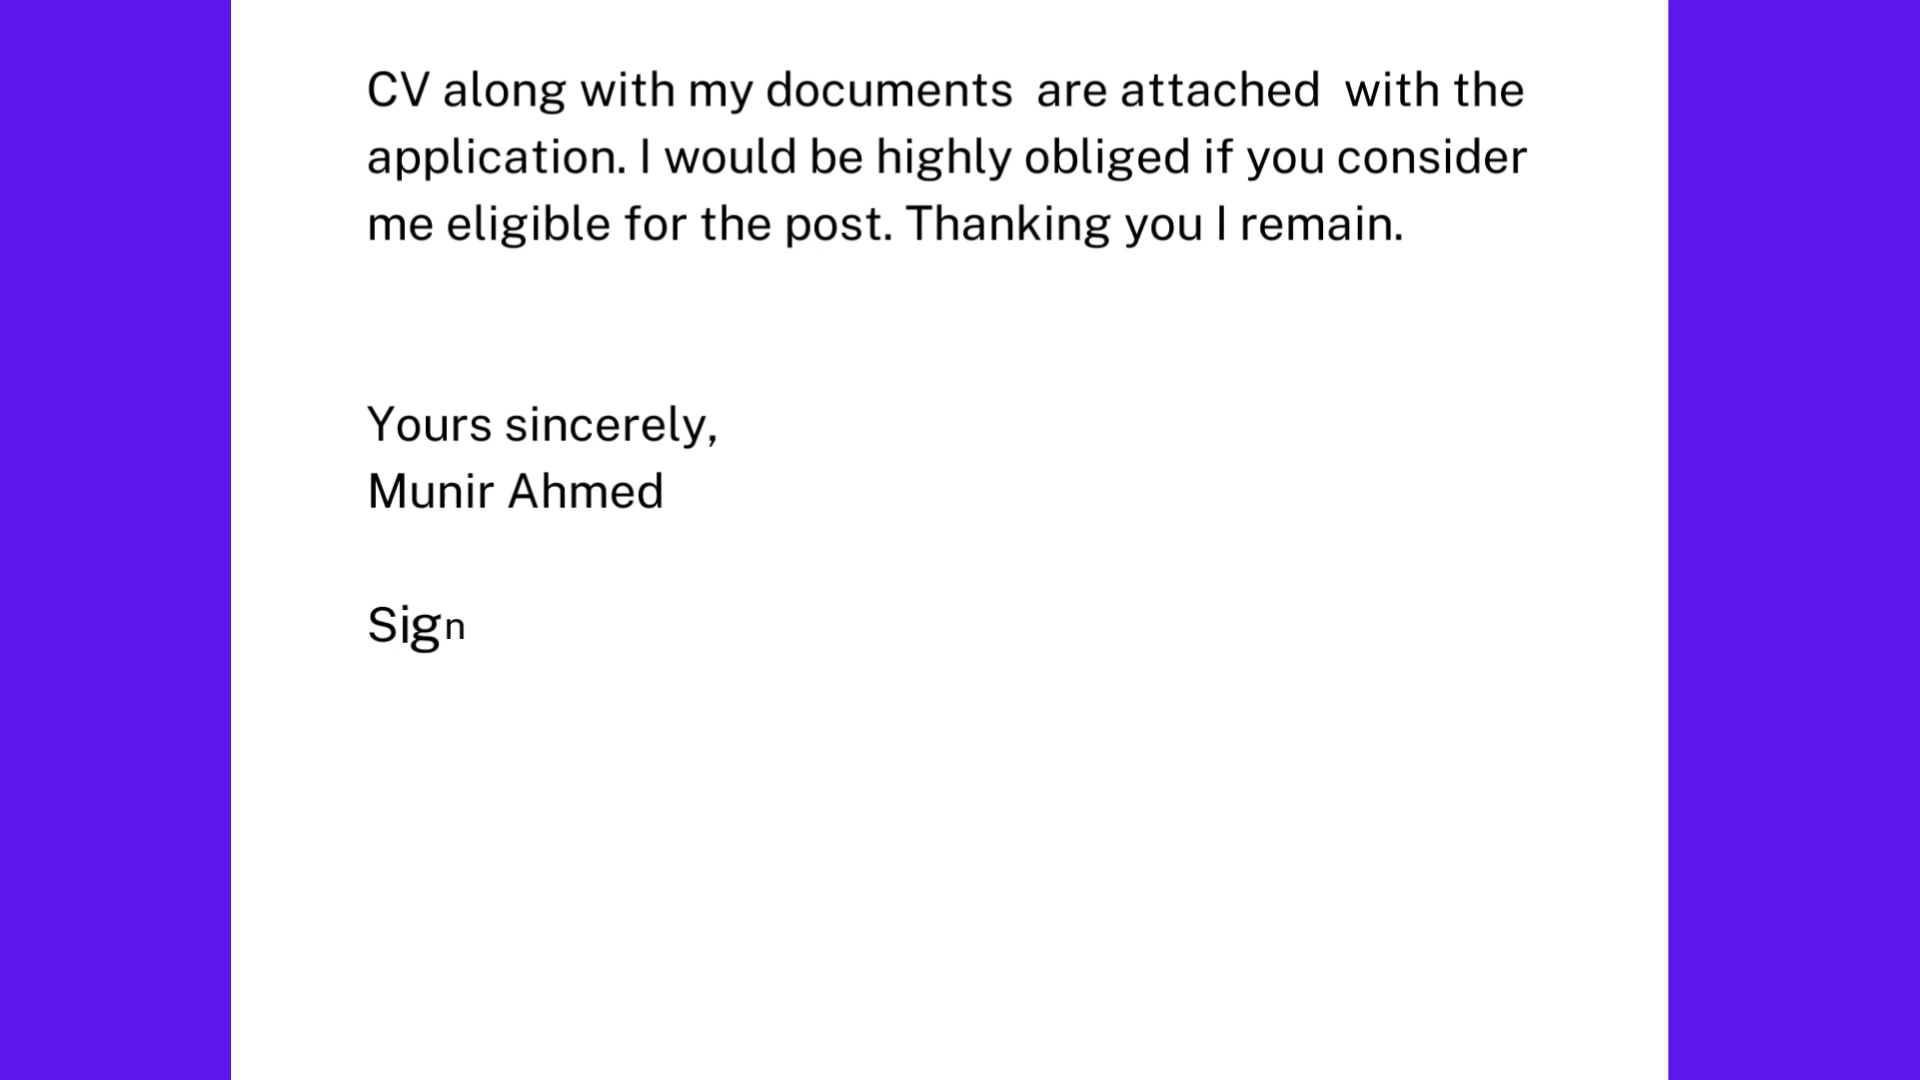 CV along with my documents  are attached  with the
application. I would be highly obliged if you consider
me eligible for the post. Thanking you I remain.
Yours sincerely,
Munir Ahmed
Sign